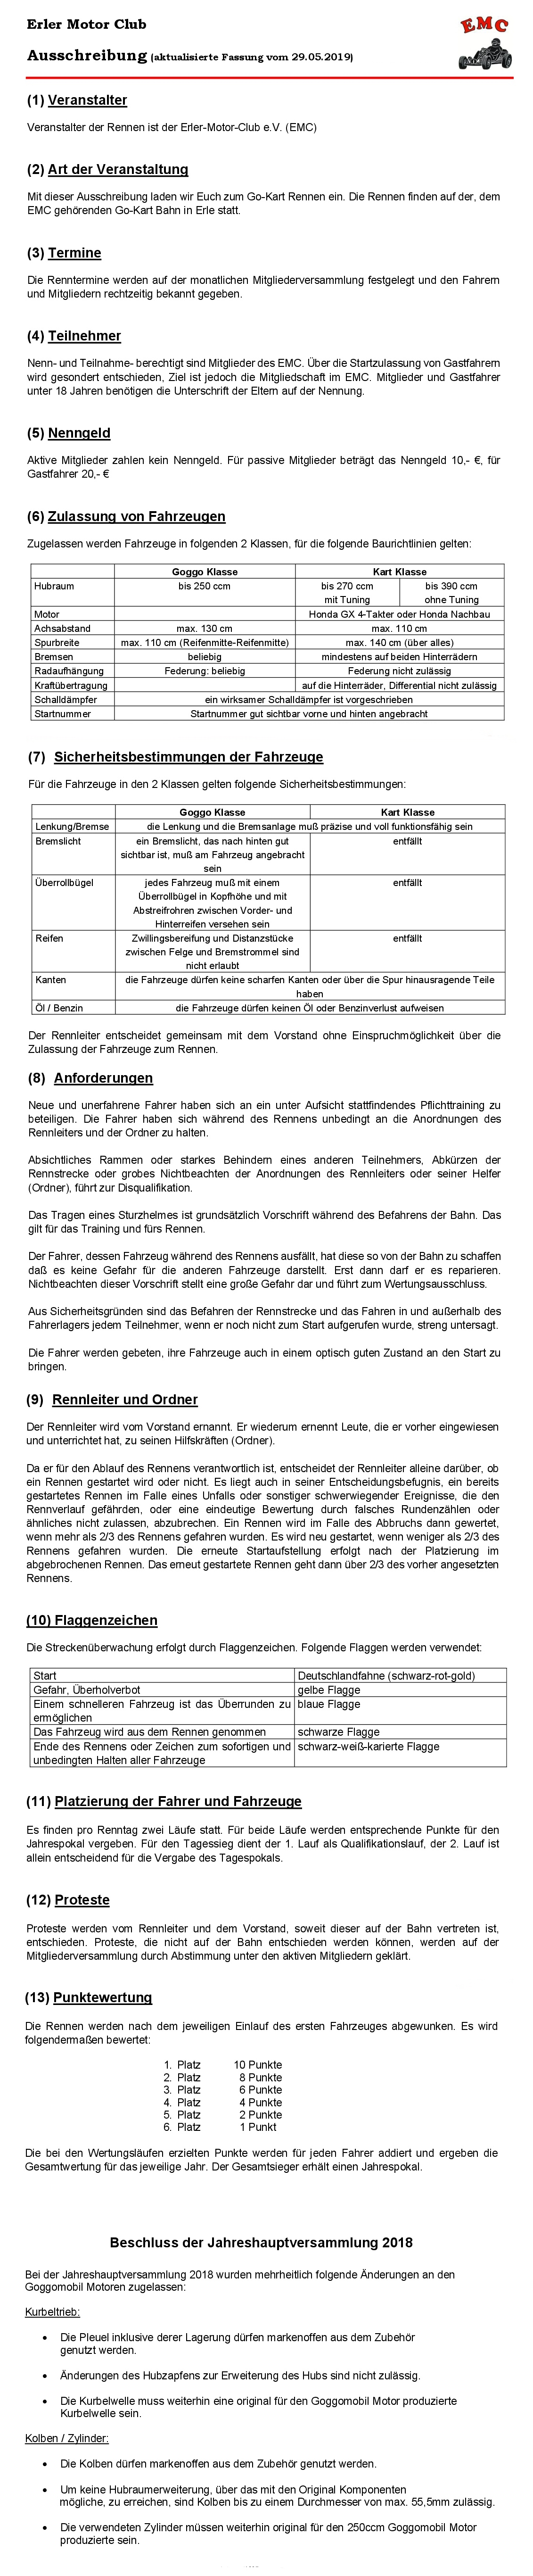 Erler Motor Club
EMC
Ausschreibung (aktualisierte Fassung vom 29.05.2019)
(1) Veranstalter
Veranstalter der Rennen ist der Erler-Motor-Club e.V. (EMC)
(2) Art der Veranstaltung
Mit dieser Ausschreibung laden wir Euch zum Go-Kart Rennen ein. Die Rennen finden auf der, dem
EMC gehörenden Go-Kart Bahn in Erle statt.
(3) Termine
Die Renntermine werden auf der monatlichen Mitgliederversammlung festgelegt und den Fahrern
und Mitgliedern rechtzeitig bekannt gegeben.
(4) Teilnehmer
Nenn- und Teilnahme- berechtigt sind Mitglieder des EMC. Über die Startzulassung von Gastfahrern
wird gesondert entschieden, Ziel ist jedoch die Mitgliedschaft im EMC. Mitglieder und Gastfahrer
unter 18 Jahren benötigen die Unterschrift der Eltern auf der Nennung.
(5) Nenngeld
Aktive Mitglieder zahlen kein Nenngeld. Für passive Mitglieder beträgt das Nenngeld 10,- €, für
Gastfahrer 20,- €
(6) Zulassung von Fahrzeugen
Zugelassen werden Fahrzeuge in folgenden 2 Klassen, für die folgende Baurichtlinien gelten:
Goggo Klasse Kart Klasse
Hubraum bis 250 ccm bis 270 ccm bis 390 ccm
mit Tuning ohne Tuning
Motor Honda GX 4-Takter oder Honda Nachbau
Achsabstand max. 130 cm max. 110 cm
Spurbreite max. 110 cm (Reifenmitte-Reifenmitte) max. 140 cm (über alles)
Bremsen beliebig mindestens auf beiden Hinterrädern
Radaufhängung Federung: beliebig Federung nicht zulässig
Kraftübertragung auf die Hinterräder, Differential nicht zulässig
Schalldämpfer ein wirksamer Schalldämpfer ist vorgeschrieben
Startnummer Startnummer gut sichtbar vorne und hinten angebracht
(7) Sicherheitsbestimmungen der Fahrzeuge
Für die Fahrzeuge in den 2 Klassen gelten folgende Sicherheitsbestimmungen:
Goggo Klasse Kart Klasse
Lenkung/Bremse die Lenkung und die Bremsanlage muß präzise und voll funktionsfähig sein
Bremslicht ein Bremslicht, das nach hinten gut entfällt
sichtbar ist, muß am Fahrzeug angebracht
sein
Überrollbügel jedes Fahrzeug muß mit einem entfällt
Überrollbügel in Kopfhöhe und mit
Abstreifrohren zwischen Vorder- und
Hinterreifen versehen sein
Reifen Zwillingsbereifung und Distanzstücke entfällt
zwischen Felge und Bremstrommel sind
nicht erlaubt
Kanten die Fahrzeuge dürfen keine scharfen Kanten oder über die Spur hinausragende Teile
haben
Öl / Benzin die Fahrzeuge dürfen keinen Öl oder Benzinverlust aufweisen
Der Rennleiter entscheidet gemeinsam mit dem Vorstand ohne Einspruchmöglichkeit über die
Zulassung der Fahrzeuge zum Rennen.
(8) Anforderungen
Neue und unerfahrene Fahrer haben sich an ein unter Aufsicht stattfindendes Pflichttraining zu
beteiligen. Die Fahrer haben sich während des Rennens unbedingt an die Anordnungen des
Rennleiters und der Ordner zu halten.
Absichtliches Rammen oder starkes Behindern eines anderen Teilnehmers, Abkürzen der
Rennstrecke oder grobes Nichtbeachten der Anordnungen des Rennleiters oder seiner Helfer
(Ordner), führt zur Disqualifikation.
Das Tragen eines Sturzhelmes ist grundsätzlich Vorschrift während des Befahrens der Bahn. Das
gilt für das Training und fürs Rennen.
Der Fahrer, dessen Fahrzeug während des Rennens ausfällt, hat diese so von der Bahn zu schaffen
daß es keine Gefahr für die anderen Fahrzeuge darstellt. Erst dann darf er es reparieren.
Nichtbeachten dieser Vorschrift stellt eine große Gefahr dar und führt zum Wertungsausschluss.
Aus Sicherheitsgründen sind das Befahren der Rennstrecke und das Fahren in und außerhalb des
Fahrerlagers jedem Teilnehmer, wenn er noch nicht zum Start aufgerufen wurde, streng untersagt.
Die Fahrer werden gebeten, ihre Fahrzeuge auch in einem optisch guten Zustand an den Start zu
bringen.
(9) Rennleiter und Ordner
Der Rennleiter wird vom Vorstand ernannt. Er wiederum ernennt Leute, die er vorher eingewiesen
und unterrichtet hat, zu seinen Hilfskräften (Ordner).
Da er für den Ablauf des Rennens verantwortlich ist, entscheidet der Rennleiter alleine darüber, ob
ein Rennen gestartet wird oder nicht. Es liegt auch in seiner Entscheidungsbefugnis, ein bereits
gestartetes Rennen im Falle eines Unfalls oder sonstiger schwerwiegender Ereignisse, die den
Rennverlauf gefährden, oder eine eindeutige Bewertung durch falsches Rundenzählen oder
ähnliches nicht zulassen, abzubrechen. Ein Rennen wird im Falle des Abbruchs dann gewertet,
wenn mehr als 2/3 des Rennens gefahren wurden. Es wird neu gestartet, wenn weniger als 2/3 des
Rennens gefahren wurden. Die erneute Startaufstellung erfolgt nach der Platzierung im
abgebrochenen Rennen. Das erneut gestartete Rennen geht dann über 2/3 des vorher angesetzten
Rennens.
(10) Flaggenzeichen
Die Streckenüberwachung erfolgt durch Flaggenzeichen. Folgende Flaggen werden verwendet:
Start Deutschlandfahne (schwarz-rot-gold)
Gefahr, Überholverbot gelbe Flagge
Einem schnelleren Fahrzeug ist das Überrunden zu blaue Flagge
ermöglichen
Das Fahrzeug wird aus dem Rennen genommen schwarze Flagge
Ende des Rennens oder Zeichen zum sofortigen und schwarz-weiß-karierte Flagge
unbedingten Halten aller Fahrzeuge
(11) Platzierung der Fahrer und Fahrzeuge
Es finden pro Renntag zwei Läufe statt. Für beide Läufe werden entsprechende Punkte für den
Jahrespokal vergeben. Für den Tagessieg dient der 1. Lauf als Qualifikationslauf, der 2. Lauf ist
allein entscheidend für die Vergabe des Tagespokals.
(12) Proteste
Proteste werden vom Rennleiter und dem Vorstand, soweit dieser auf der Bahn vertreten ist,
entschieden. Proteste, die nicht auf der Bahn entschieden werden können, werden auf der
Mitgliederversammlung durch Abstimmung unter den aktiven Mitgliedern geklärt.
(13) Punktewertung
Die Rennen werden nach dem jeweiligen Einlauf des ersten Fahrzeuges abgewunken. Es wird
folgendermaßen bewertet:
1. Platz 10 Punkte
2. Platz 8 Punkte
3. Platz 6 Punkte
4. Platz 4 Punkte
5. Platz 2 Punkte
6. Platz 1 Punkt
Die bei den Wertungsläufen erzielten Punkte werden für jeden Fahrer addiert und ergeben die
Gesamtwertung für das jeweilige Jahr. Der Gesamtsieger erhält einen Jahrespokal.
Beschluss der Jahreshauptversammlung 2018
Bei der Jahreshauptversammlung 2018 wurden mehrheitlich folgende Änderungen an den
Goggomobil Motoren zugelassen:
Kurbeltrieb:
• Die Pleuel inklusive derer Lagerung dürfen markenoffen aus dem Zubehör
genutzt werden.
• Änderungen des Hubzapfens zur Erweiterung des Hubs sind nicht zulässig.
• Die Kurbelwelle muss weiterhin eine original für den Goggomobil Motor produzierte
Kurbelwelle sein.
Kolben / Zylinder:
• Die Kolben dürfen markenoffen aus dem Zubehör genutzt werden.
• Um keine Hubraumerweiterung, über das mit den Original Komponenten
mögliche, zu erreichen, sind Kolben bis zu einem Durchmesser von max. 55,5mm zulässig.
• Die verwendeten Zylinder müssen weiterhin original für den 250ccm Goggomobil Motor
produzierte sein.